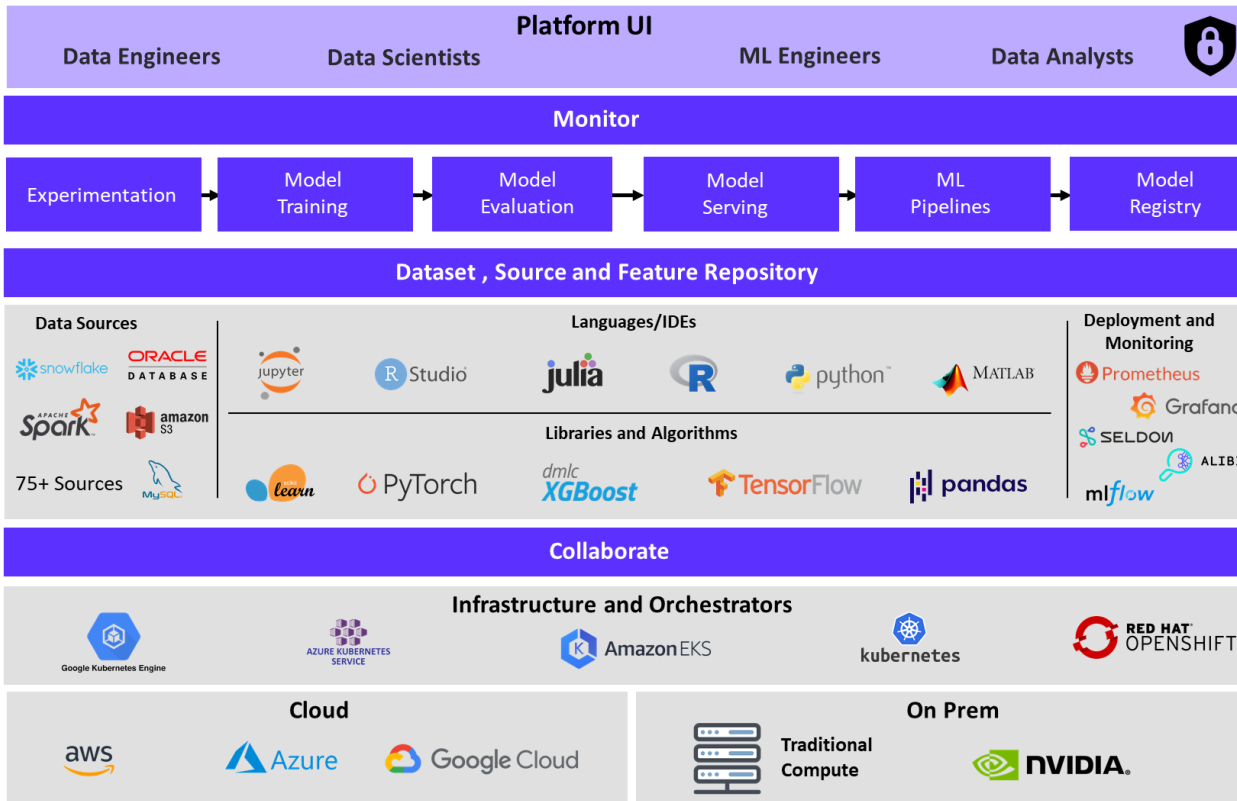 Platform UI
Data Engineers
Data Scientists
ML Engineers
Data Analysts
Monitor
Experimentation
Model
Training
Model
Evaluation
Model
Serving
ML
Pipelines
Model
Registry
Dataset , Source and Feature Repository
Data Sources
snowflake
ORACLE
DATABASE
APACHE
Spark
amazon
S3
75+ Sources
MySQL
Languages/IDEs
jupyter
R Studio
julia
R
python
MATLAB
Libraries and Algorithms
scikit
learn
PyTorch
dmlc
XGBoost
TensorFlow
pandas
Deployment and
Monitoring
Prometheus
Grafana
SELDON
ALIBI
mlflow
Collaborate
Infrastructure and Orchestrators
Google Kubernetes Engine
AZURE KUBERNETES
SERVICE
K
Amazon EKS
kubernetes
RED HAT
OPENSHIFT
Cloud
aws
Azure
Google Cloud
On Prem
Traditional
Compute
NVIDIA.